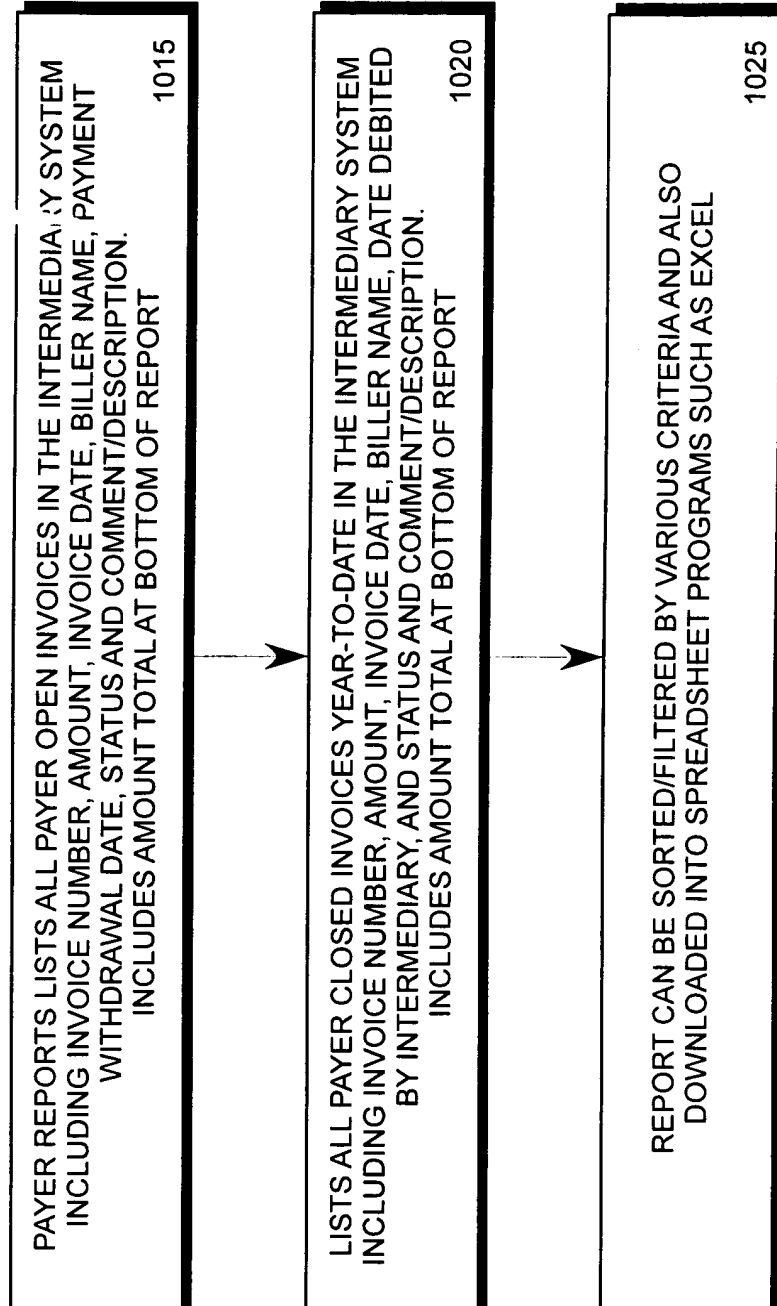 PAYER REPORTS LISTS ALL PAYER OPEN INVOICES IN THE INTERMEDIARY SYSTEM
INCLUDING INVOICE NUMBER, AMOUNT, INVOICE DATE, BILLER NAME, PAYMENT
WITHDRAWAL DATE, STATUS AND COMMENT/DESCRIPTION.
INCLUDES AMOUNT TOTAL AT BOTTOM OF REPORT
1015
LISTS ALL PAYER CLOSED INVOICES YEAR-TO-DATE IN THE INTERMEDIARY SYSTEM
INCLUDING INVOICE NUMBER, AMOUNT, INVOICE DATE, BILLER NAME, DATE DEBITED
BY INTERMEDIARY, AND STATUS AND COMMENT/DESCRIPTION.
INCLUDES AMOUNT TOTAL AT BOTTOM OF REPORT
1020
REPORT CAN BE SORTED/FILTERED BY VARIOUS CRITERIA AND ALSO
DOWNLOADED INTO SPREADSHEET PROGRAMS SUCH AS EXCEL
1025